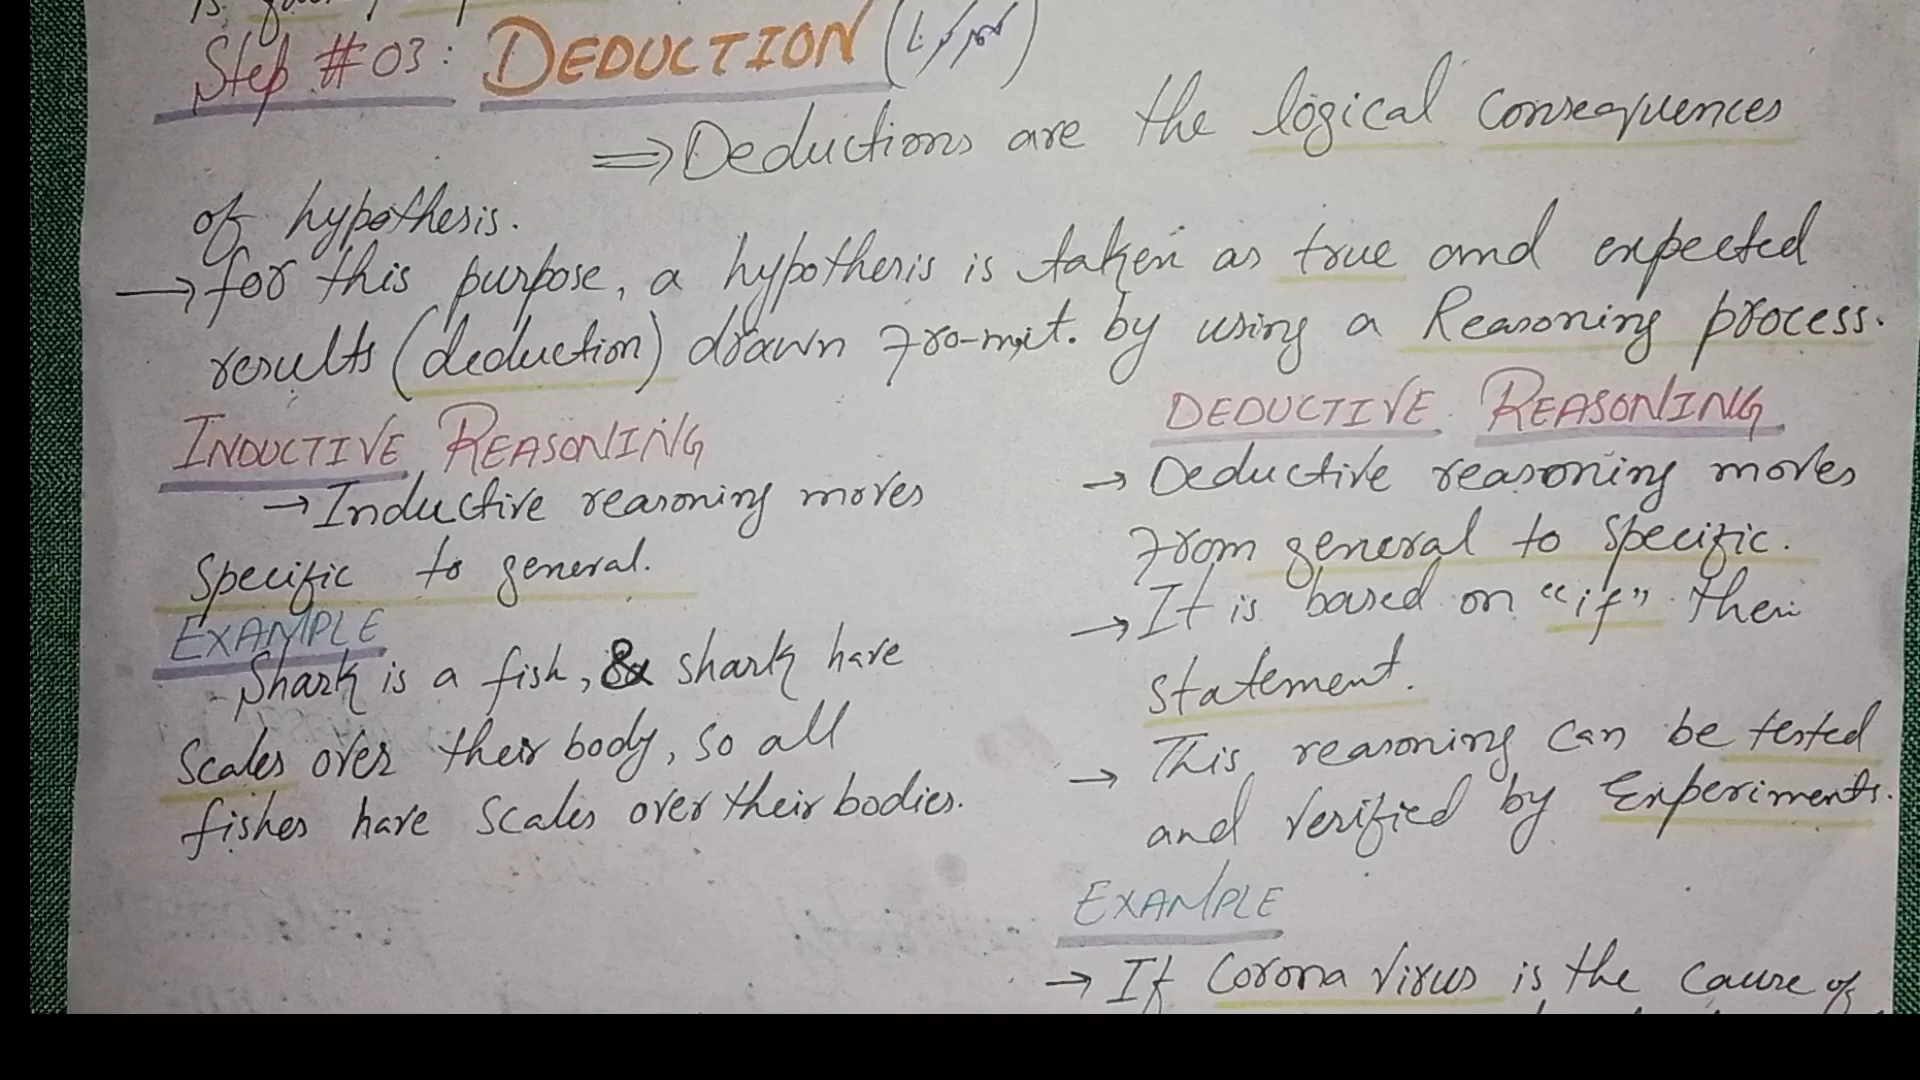 is
Step #03: DEDUCTION
⇒ Deductions are the logical consequences
of hypothesis.
→ for this purpose, a hypothesis is taken as true and expected
results (deduction) drawn fro-m it. by using a Reasoning process.
INDUCTIVE REASONING
→ Inductive reasoning moves
Specific to general.
EXAMPLE
- Shark is a fish, & shark have
Scales over their body, so all
fishes have Scales over their bodies.
DEDUCTIVE REASONING
→ Deductive reasoning moves
from general to specific.
→ It is based on "if" then
statement.
→ This reasoning can be tested
and verified by Experiments.
EXAMPLE
→ If Corona virus is the cause of